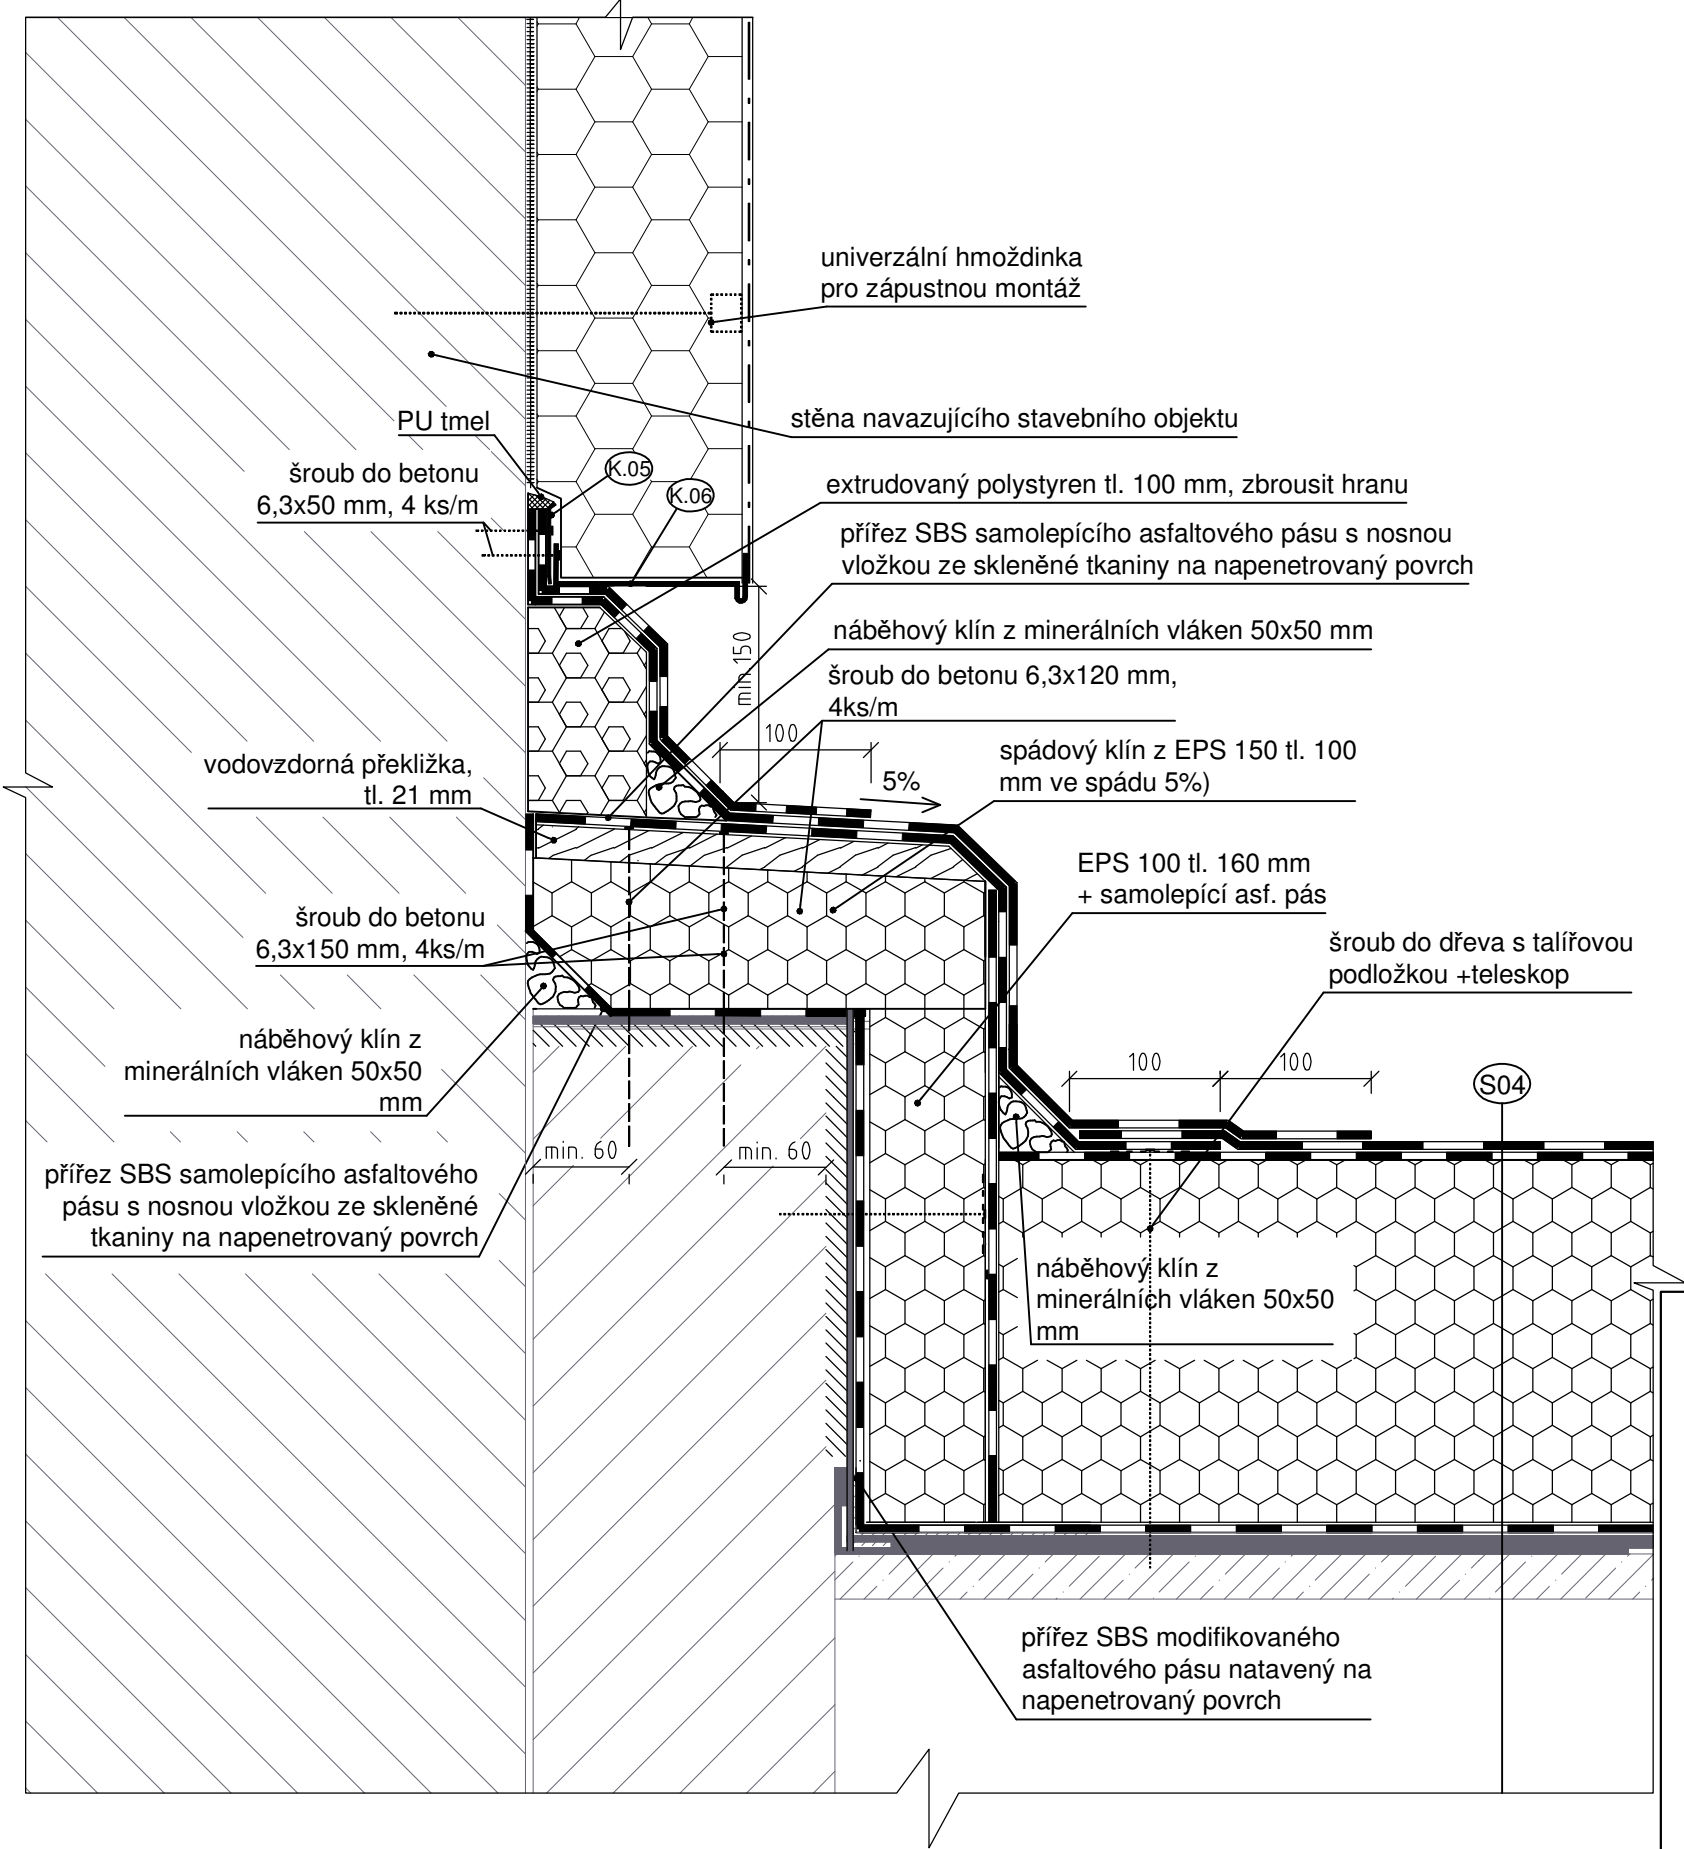 univerzální hmoždinka
pro zápustnou montáž
stěna navazujícího stavebního objektu
PU tmel
šroub do betonu
6,3x50 mm, 4 ks/m
K.05
K.06
extrudovaný polystyren tl. 100 mm, zbrousit hranu
přířez SBS samolepícího asfaltového pásu s nosnou
vložkou ze skleněné tkaniny na napenetrovaný povrch
náběhový klín z minerálních vláken 50x50 mm
šroub do betonu 6,3x120 mm,
4ks/m
min 150
100
5%
vodovzdorná překližka,
tl. 21 mm
spádový klín z EPS 150 tl. 100
mm ve spádu 5%)
EPS 100 tl. 160 mm
+ samolepící asf. pás
šroub do betonu
6,3x150 mm, 4ks/m
šroub do dřeva s talířovou
podložkou +teleskop
náběhový klín z
minerálních vláken 50x50
mm
100
100
S04
min. 60
min. 60
přířez SBS samolepícího asfaltového
pásu s nosnou vložkou ze skleněné
tkaniny na napenetrovaný povrch
náběhový klín z
minerálních vláken 50x50
mm
přířez SBS modifikovaného
asfaltového pásu natavený na
napenetrovaný povrch